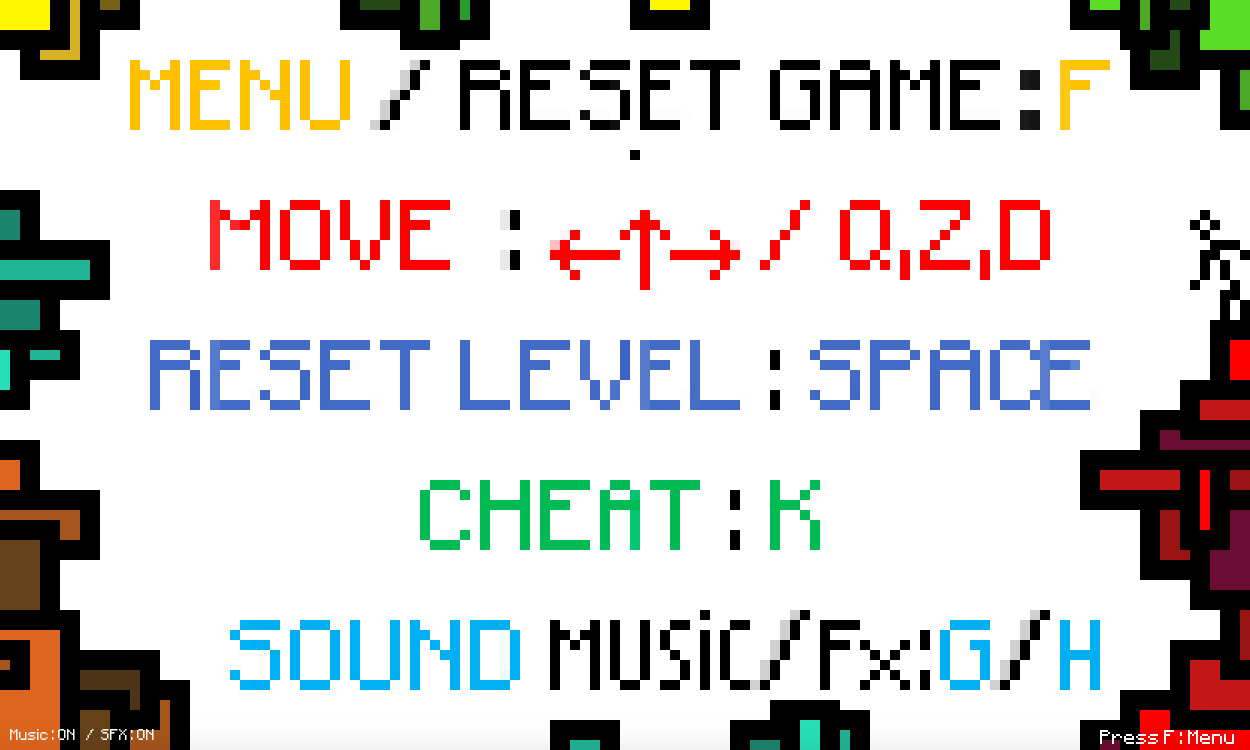 MENU / RESET GAME : F
MOVE : ←↑→ / Q,Z,D
RESET LEVEL : SPACE
CHEAT : K
SOUND MUSiC/Fx:G/H
Music:ON / SFX:ON
Press F:Menu